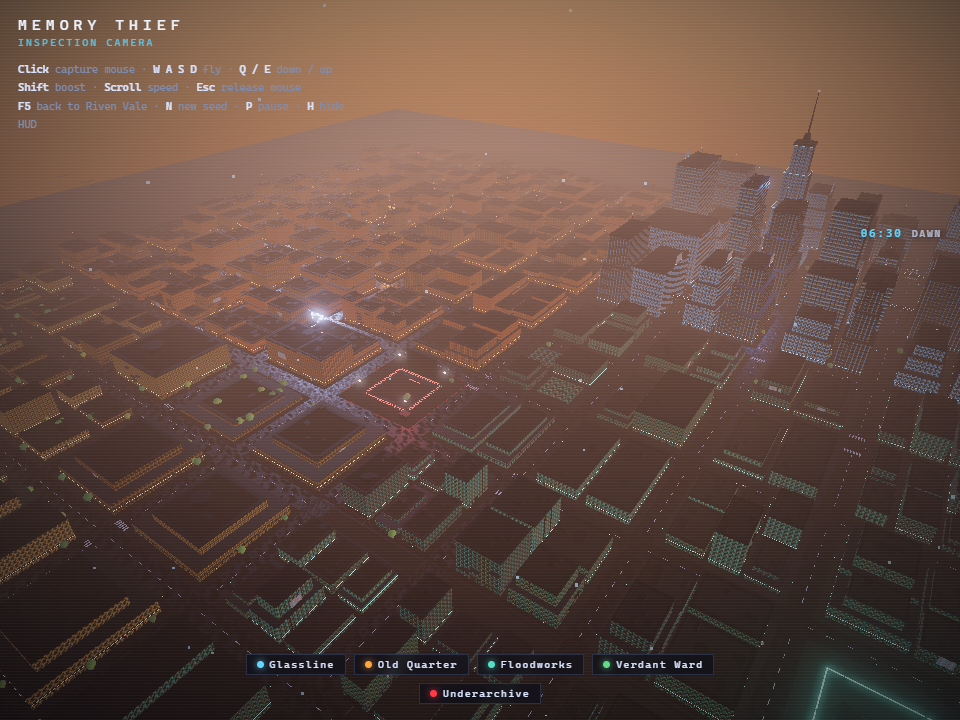 MEMORY THIEF
INSPECTION CAMERA
Click capture mouse · W A S D fly · Q / E down / up
Shift boost · Scroll speed · Esc release mouse
F5 back to Riven Vale · N new seed · P pause · H hide
HUD
06:30 DAWN
Glassline Old Quarter Floodworks Verdant Ward
Underarchive